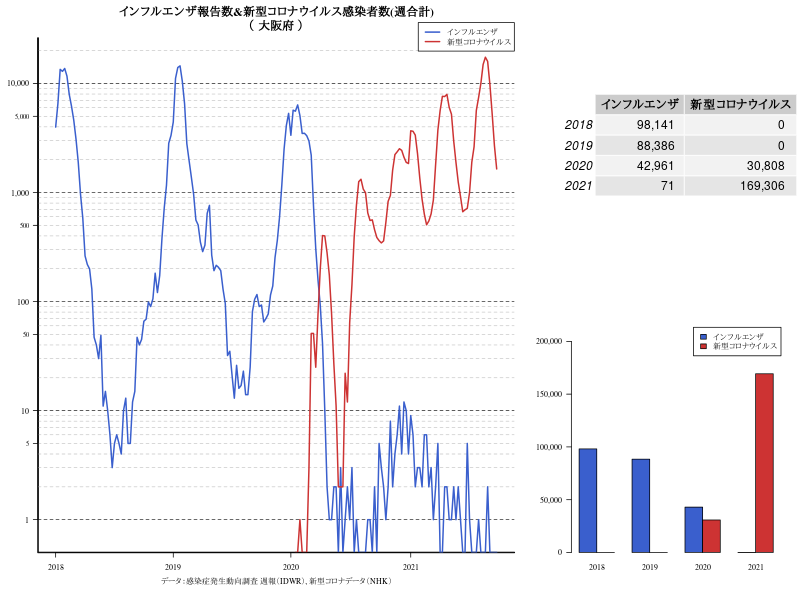 インフルエンザ報告数&新型コロナウイルス感染者数(週合計)
( 大阪府 )
インフルエンザ
新型コロナウイルス
10,000
5,000
1,000
500
100
50
10
5
1
2018
2019
2020
2021
データ：感染症発生動向調査 週報(IDWR)、新型コロナデータ(NHK)
インフルエンザ 新型コロナウイルス
2018 98,141 0
2019 88,386 0
2020 42,961 30,808
2021 71 169,306
インフルエンザ
新型コロナウイルス
200,000
150,000
100,000
50,000
0
2018
2019
2020
2021